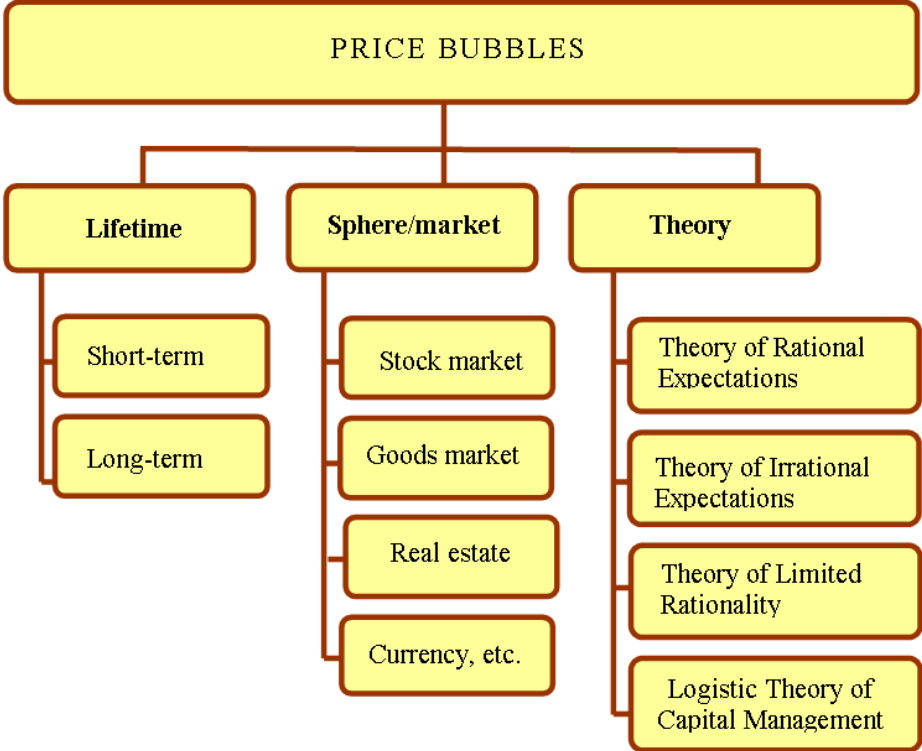 PRICE BUBBLES
Lifetime
Short-term
Long-term
Sphere/market
Stock market
Goods market
Real estate
Currency, etc.
Theory
Theory of Rational
Expectations
Theory of Irrational
Expectations
Theory of Limited
Rationality
Logistic Theory of
Capital Management